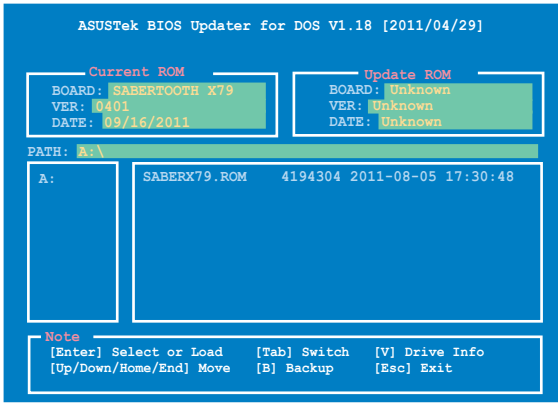 ASUSTek BIOS Updater for DOS V1.18 [2011/04/29]
Current ROM
BOARD: SABERTOOTH X79
VER: 0401
DATE: 09/16/2011
Update ROM
BOARD: Unknown
VER: Unknown
DATE: Unknown
PATH: A:\
A:
SABERX79.ROM 4194304 2011-08-05 17:30:48
Note
[Enter] Select or Load [Tab] Switch [V] Drive Info
[Up/Down/Home/End] Move [B] Backup [Esc] Exit